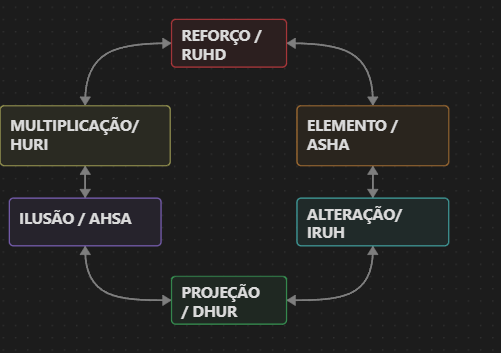 REFORÇO /
RUHD
MULTIPLICAÇÃO/
HURI
ELEMENTO /
ASHA
ILUSÃO / AHSA
ALTERAÇÃO/
IRUH
PROJEÇÃO
/ DHUR